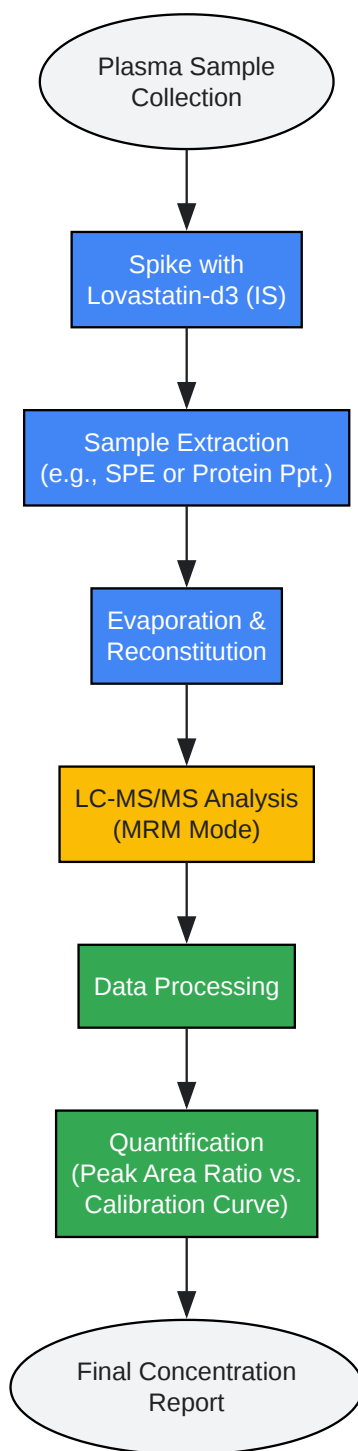 Plasma Sample
Collection
Spike with
Lovastatin-d3 (IS)
Sample Extraction
(e.g., SPE or Protein Ppt.)
Evaporation &
Reconstitution
LC-MS/MS Analysis
(MRM Mode)
Data Processing
Quantification
(Peak Area Ratio vs.
Calibration Curve)
Final Concentration
Report